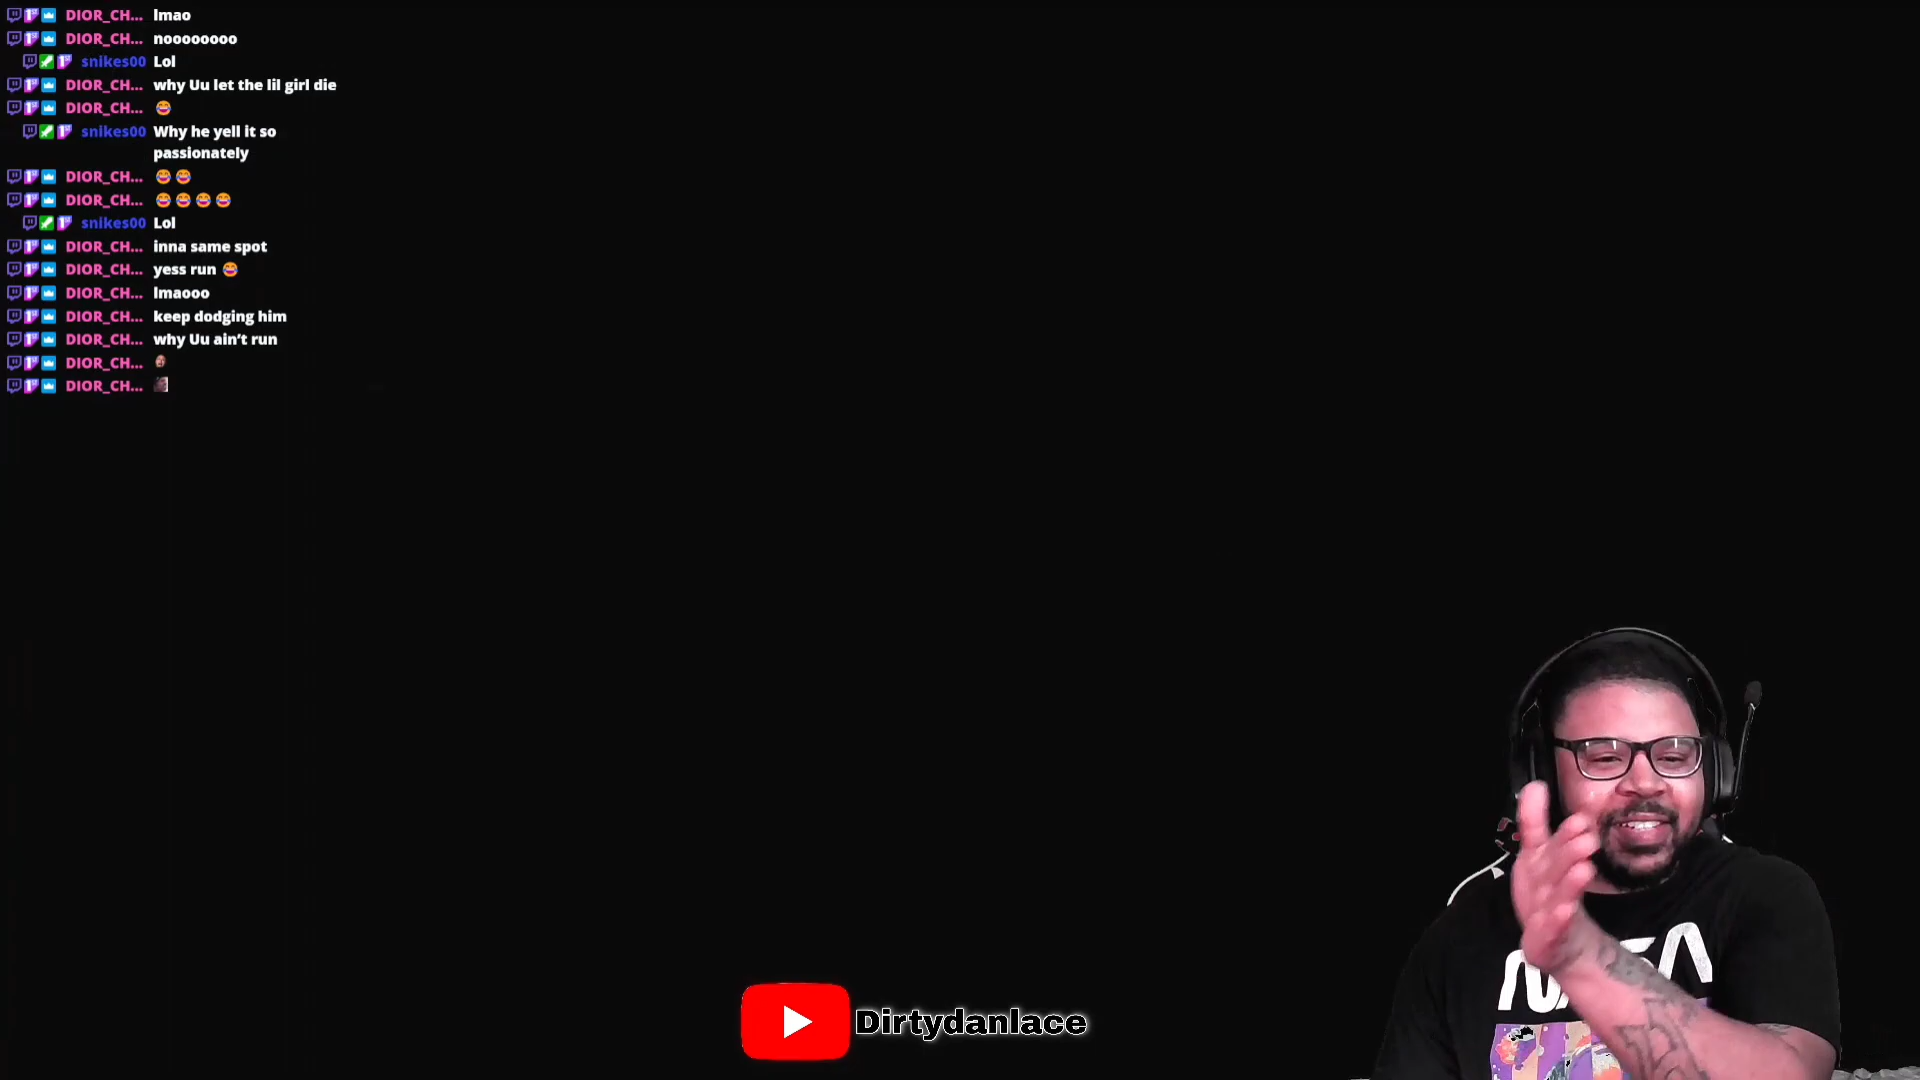 DIOR_CH... lmao
DIOR_CH... noooooooo
snikes00 Lol
DIOR_CH... why Uu let the lil girl die
DIOR_CH... 😂
snikes00 Why he yell it so
passionately
DIOR_CH... 😂 😂
DIOR_CH... 😂 😂 😂 😂
snikes00 Lol
DIOR_CH... inna same spot
DIOR_CH... yess run 😂
DIOR_CH... lmaooo
DIOR_CH... keep dodging him
DIOR_CH... why Uu ain’t run
DIOR_CH...
DIOR_CH...
Dirtydanlace